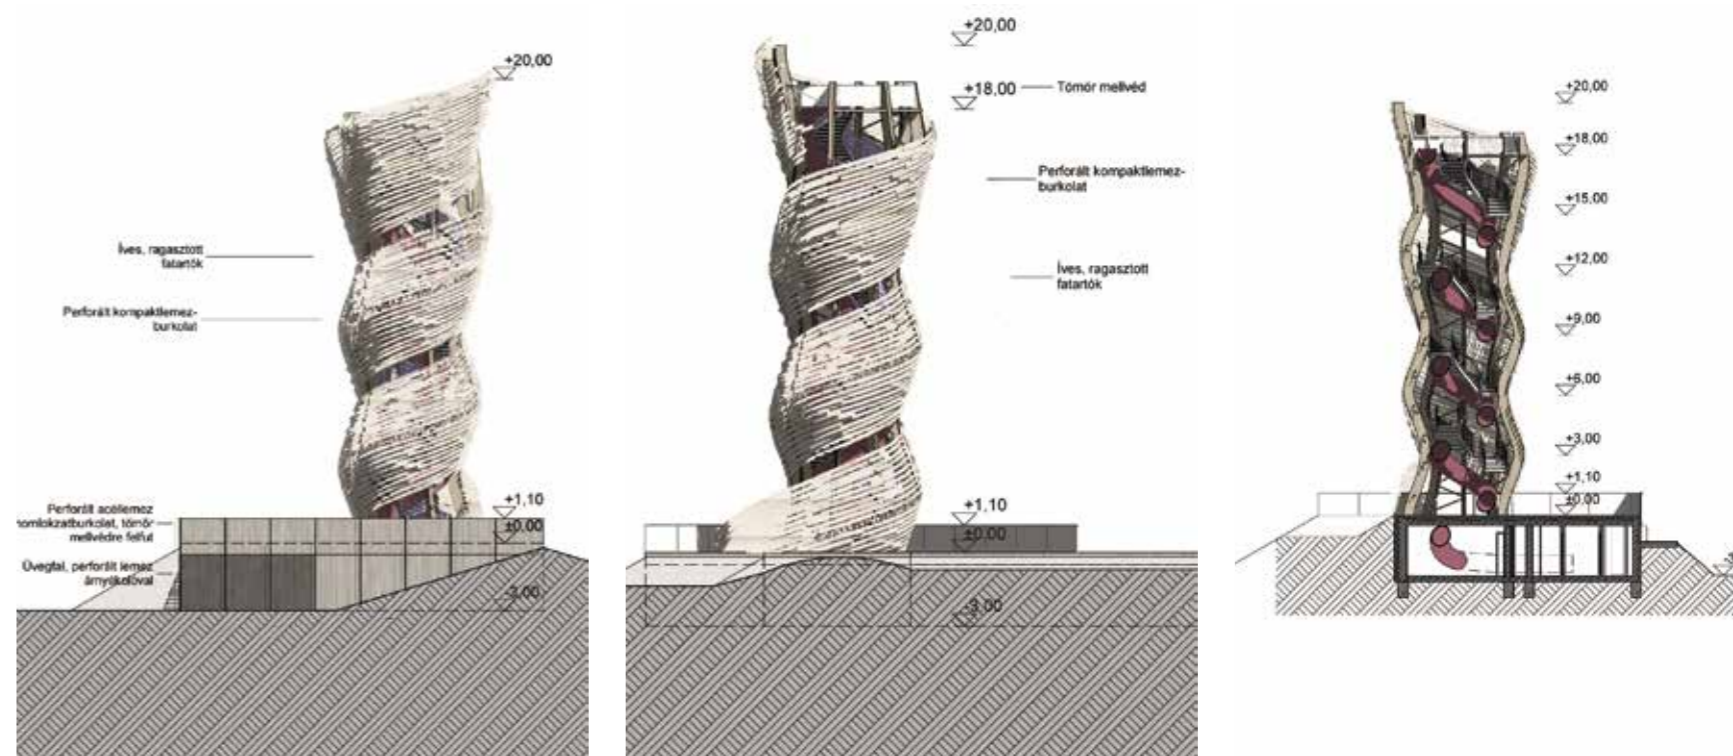 +20,00
Íves, ragasztott
fatartók
Perforált kompaktlemez-
burkolat
Perforált acéllemez
homlokzatburkolat, tömör
mellvédre felfut
Üvegfal, perforált lemez
árnyékolóval
+1,10
±0,00
-3,00
+20,00
+18,00
Tömör mellvéd
Perforált kompaktlemez-
burkolat
Íves, ragasztott
fatartók
+1,10
±0,00
-3,00
+20,00
+18,00
+15,00
+12,00
+9,00
+6,00
+3,00
+1,10
±0,00